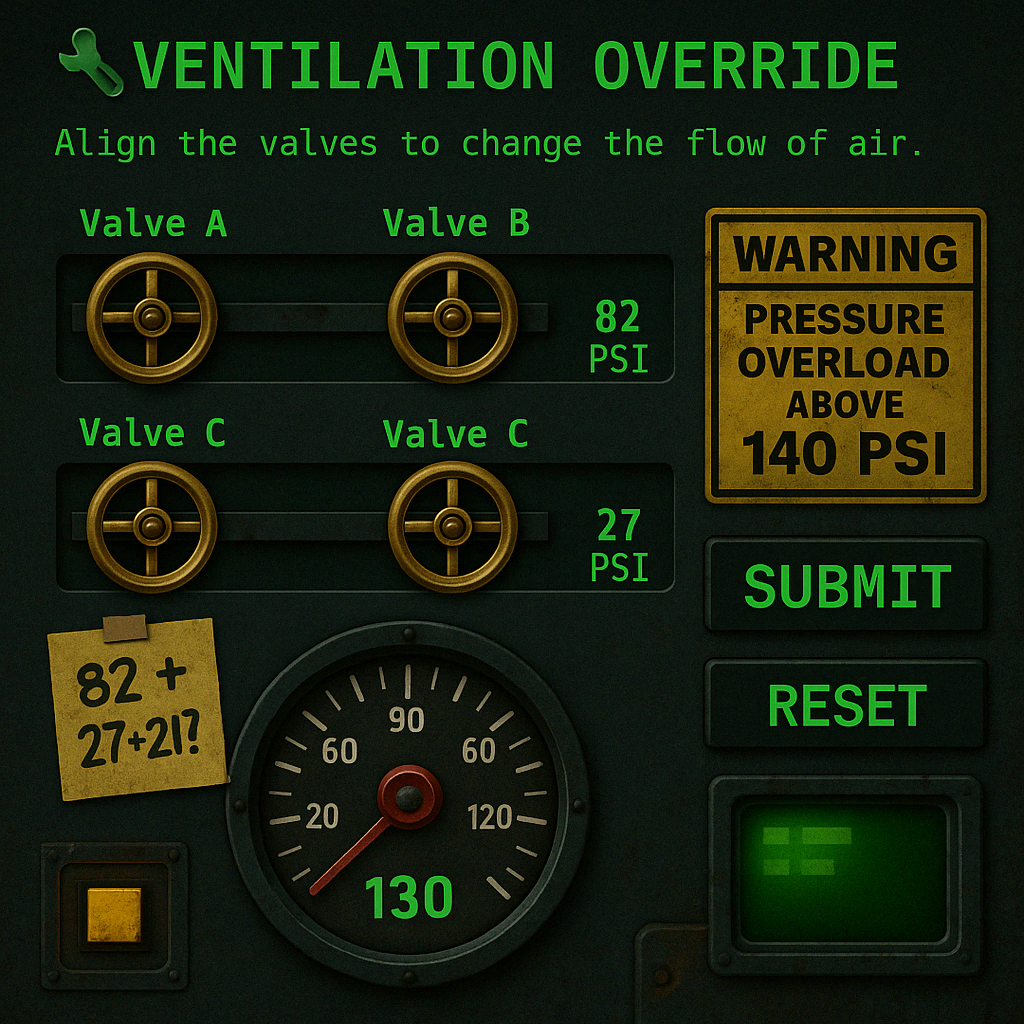 VENTILATION OVERRIDE
Align the valves to change the flow of air.
Valve A
Valve B
82
PSI
Valve C
Valve C
27
PSI
WARNING
PRESSURE
OVERLOAD
ABOVE
140 PSI
SUBMIT
RESET
82 +
27+21?
90
60
60
20
120
130